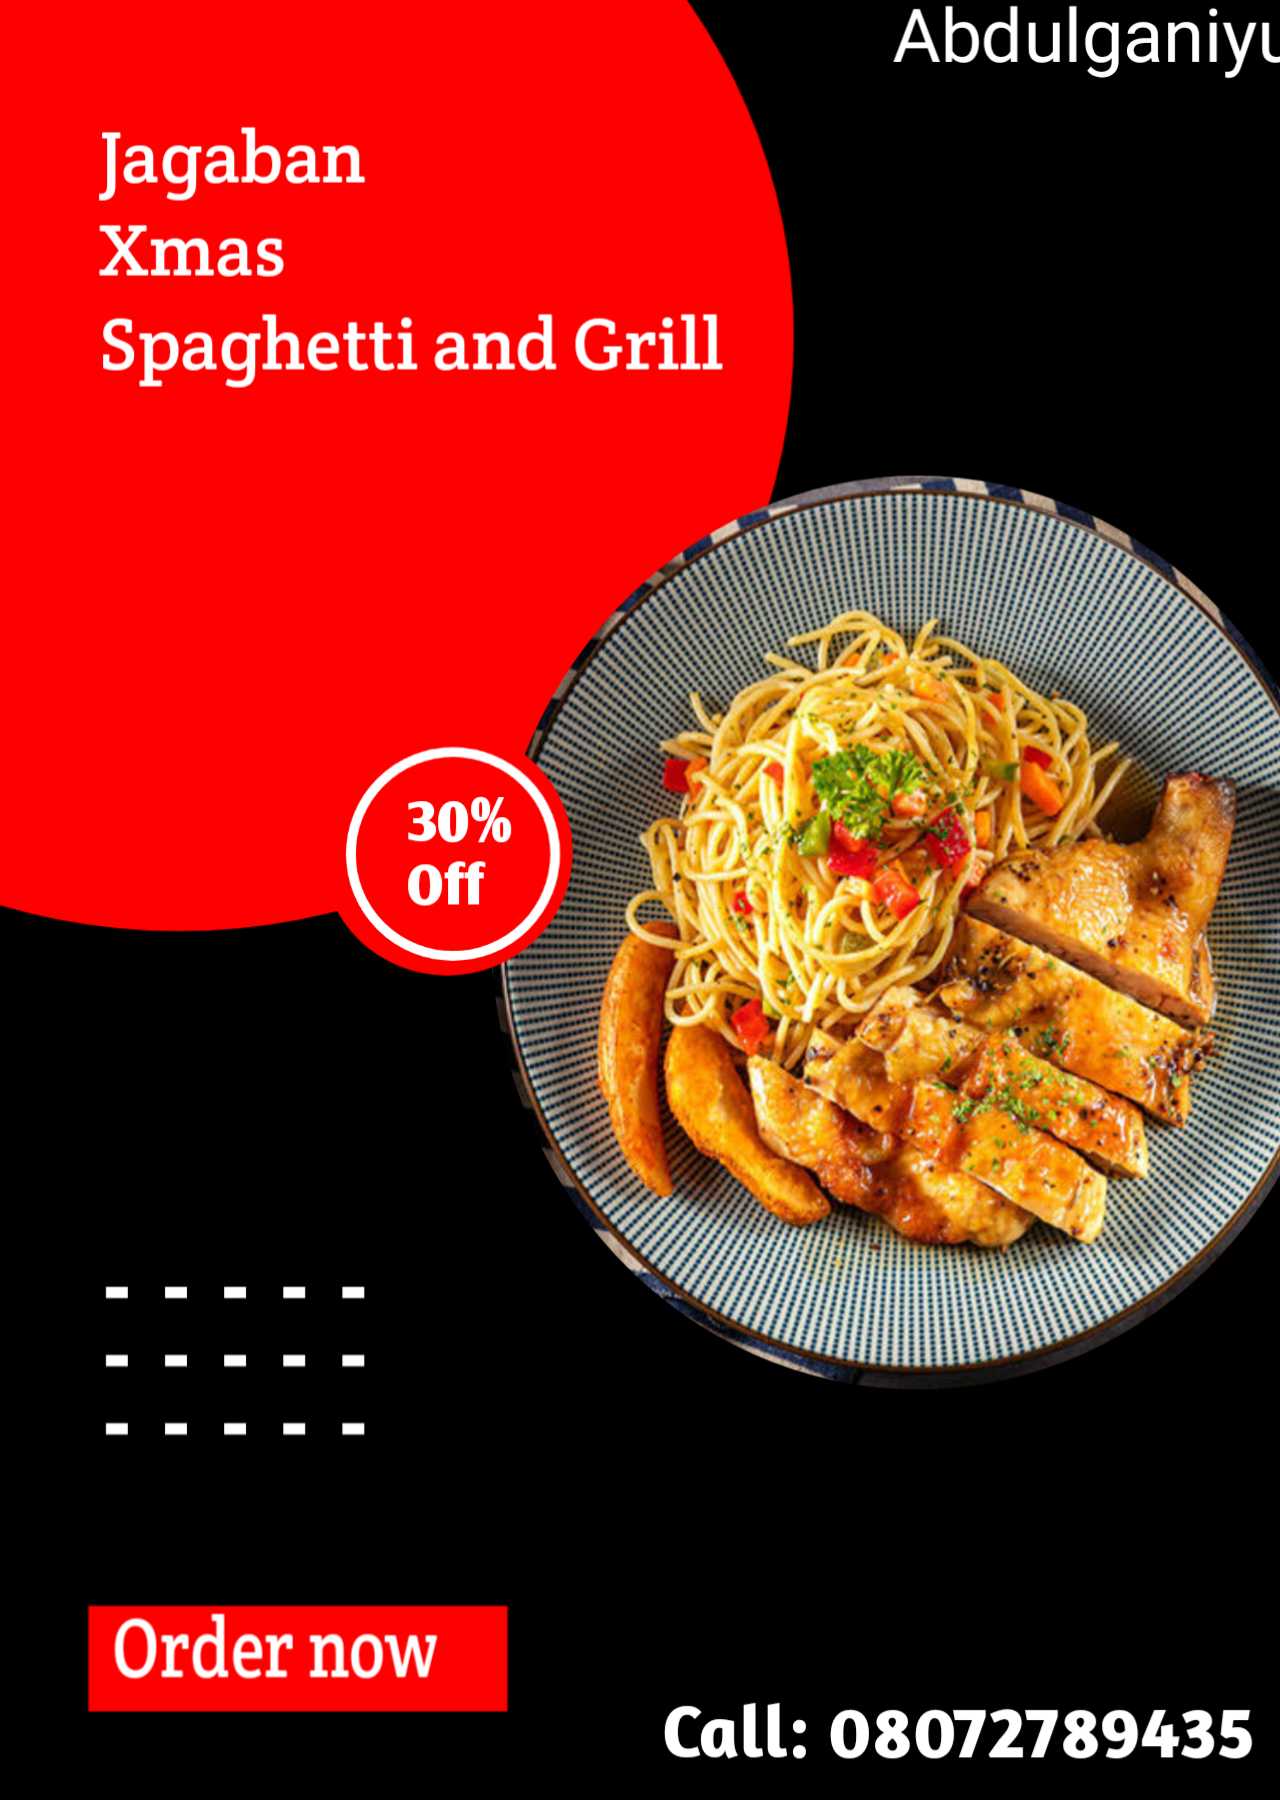 Abdulganiyu
Jagaban
Xmas
Spaghetti and Grill
30%
Off
Order now
Call: 08072789435